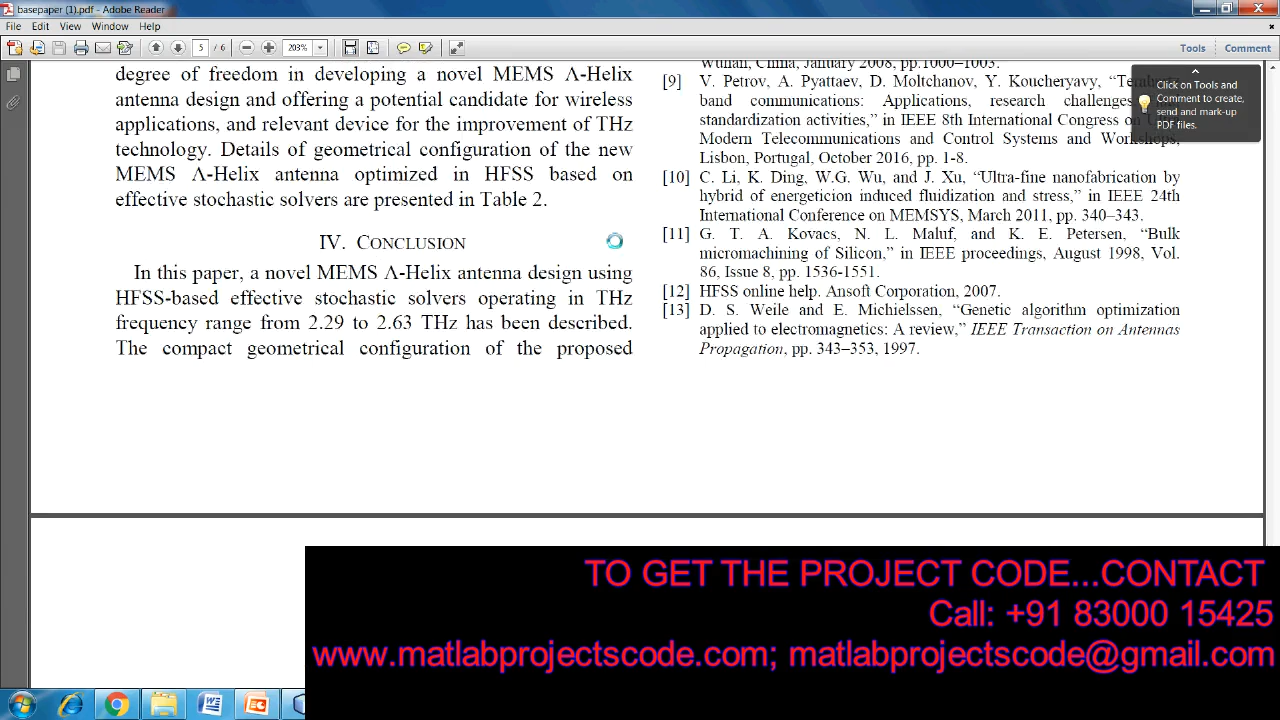 basepaper (1).pdf - Adobe Reader
File Edit View Window Help
5 / 6 203% Tools Comment
degree of freedom in developing a novel MEMS Λ-Helix
antenna design and offering a potential candidate for wireless
applications, and relevant device for the improvement of THz
technology. Details of geometrical configuration of the new
MEMS Λ-Helix antenna optimized in HFSS based on
effective stochastic solvers are presented in Table 2.
IV. CONCLUSION
In this paper, a novel MEMS Λ-Helix antenna design using
HFSS-based effective stochastic solvers operating in THz
frequency range from 2.29 to 2.63 THz has been described.
The compact geometrical configuration of the proposed
Wuhan, China, January 2008, pp.1000-1003.
[9] V. Petrov, A. Pyattaev, D. Moltchanov, Y. Koucheryavy, “Terahertz
band communications: Applications, research challenges
standardization activities,” in IEEE 8th International Congress on
Modern Telecommunications and Control Systems and Workshops,
Lisbon, Portugal, October 2016, pp. 1-8.
[10] C. Li, K. Ding, W.G. Wu, and J. Xu, “Ultra-fine nanofabrication by
hybrid of energeticion induced fluidization and stress,” in IEEE 24th
International Conference on MEMSYS, March 2011, pp. 340–343.
[11] G. T. A. Kovacs, N. L. Maluf, and K. E. Petersen, “Bulk
micromachining of Silicon,” in IEEE proceedings, August 1998, Vol.
86, Issue 8, pp. 1536-1551.
[12] HFSS online help. Ansoft Corporation, 2007.
[13] D. S. Weile and E. Michielssen, “Genetic algorithm optimization
applied to electromagnetics: A review,” IEEE Transaction on Antennas
Propagation, pp. 343–353, 1997.
Click on Tools and
Comment to create,
send and mark-up
PDF files.
TO GET THE PROJECT CODE...CONTACT
Call: +91 83000 15425
www.matlabprojectscode.com; matlabprojectscode@gmail.com